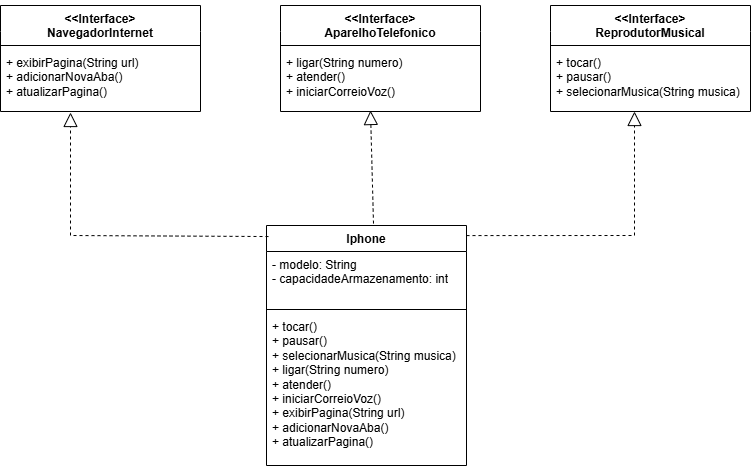 <<Interface>>
NavegadorInternet
+ exibirPagina(String url)
+ adicionarNovaAba()
+ atualizarPagina()
<<Interface>>
AparelhoTelefonico
+ ligar(String numero)
+ atender()
+ iniciarCorreioVoz()
<<Interface>>
ReprodutorMusical
+ tocar()
+ pausar()
+ selecionarMusica(String musica)
Iphone
- modelo: String
- capacidadeArmazenamento: int
+ tocar()
+ pausar()
+ selecionarMusica(String musica)
+ ligar(String numero)
+ atender()
+ iniciarCorreioVoz()
+ exibirPagina(String url)
+ adicionarNovaAba()
+ atualizarPagina()